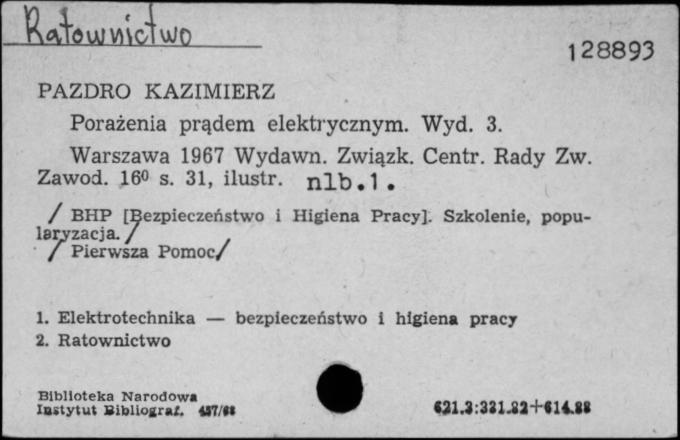 Ratownictwo
128893
PAZDRO KAZIMIERZ
Porażenia prądem elektrycznym. Wyd. 3.
Warszawa 1967 Wydawn. Związk. Centr. Rady Zw.
Zawod. 16⁰ s. 31, ilustr. nlb.1.
/ BHP [Bezpieczeństwo i Higiena Pracy]. Szkolenie, popu-
laryzacja. /
/ Pierwsza Pomoc /
1. Elektrotechnika — bezpieczeństwo i higiena pracy
2. Ratownictwo
Biblioteka Narodowa
Instytut Bibliograf. 437/68
621.3:331.82+614.88